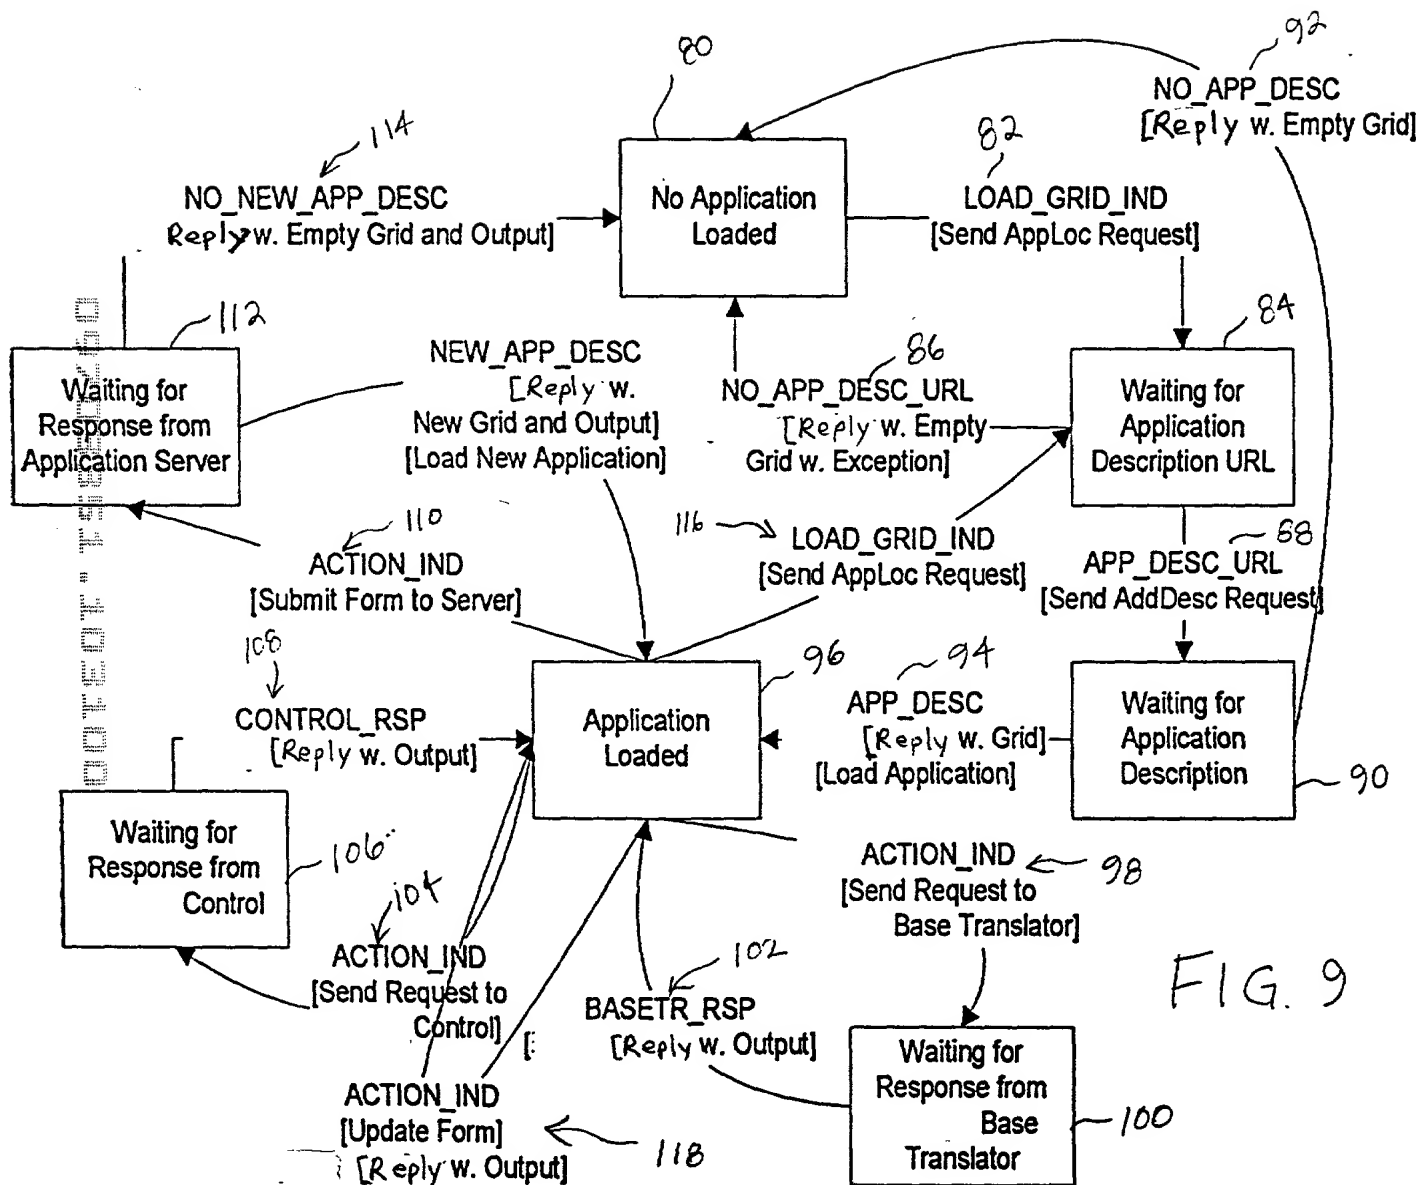 80
92
NO_APP_DESC
[Reply w. Empty Grid]
114
NO_NEW_APP_DESC
Reply w. Empty Grid and Output]
No Application
Loaded
82
LOAD_GRID_IND
[Send AppLoc Request]
112
Waiting for
Response from
Application Server
NEW_APP_DESC
[Reply w.
New Grid and Output]
[Load New Application]
86
NO_APP_DESC_URL
[Reply w. Empty
Grid w. Exception]
84
Waiting for
Application
Description URL
110
ACTION_IND
[Submit Form to Server]
116
LOAD_GRID_IND
[Send AppLoc Request]
88
APP_DESC_URL
[Send AddDesc Request]
108
CONTROL_RSP
[Reply w. Output]
96
Application
Loaded
94
APP_DESC
[Reply w. Grid]
[Load Application]
Waiting for
Application
Description
90
Waiting for
Response from
Control
106
104
ACTION_IND
[Send Request to
Control]
ACTION_IND
[Send Request to
Base Translator]
98
102
BASETR_RSP
[Reply w. Output]
[
ACTION_IND
[Update Form]
[Reply w. Output]
118
Waiting for
Response from
Base
Translator
100
FIG. 9